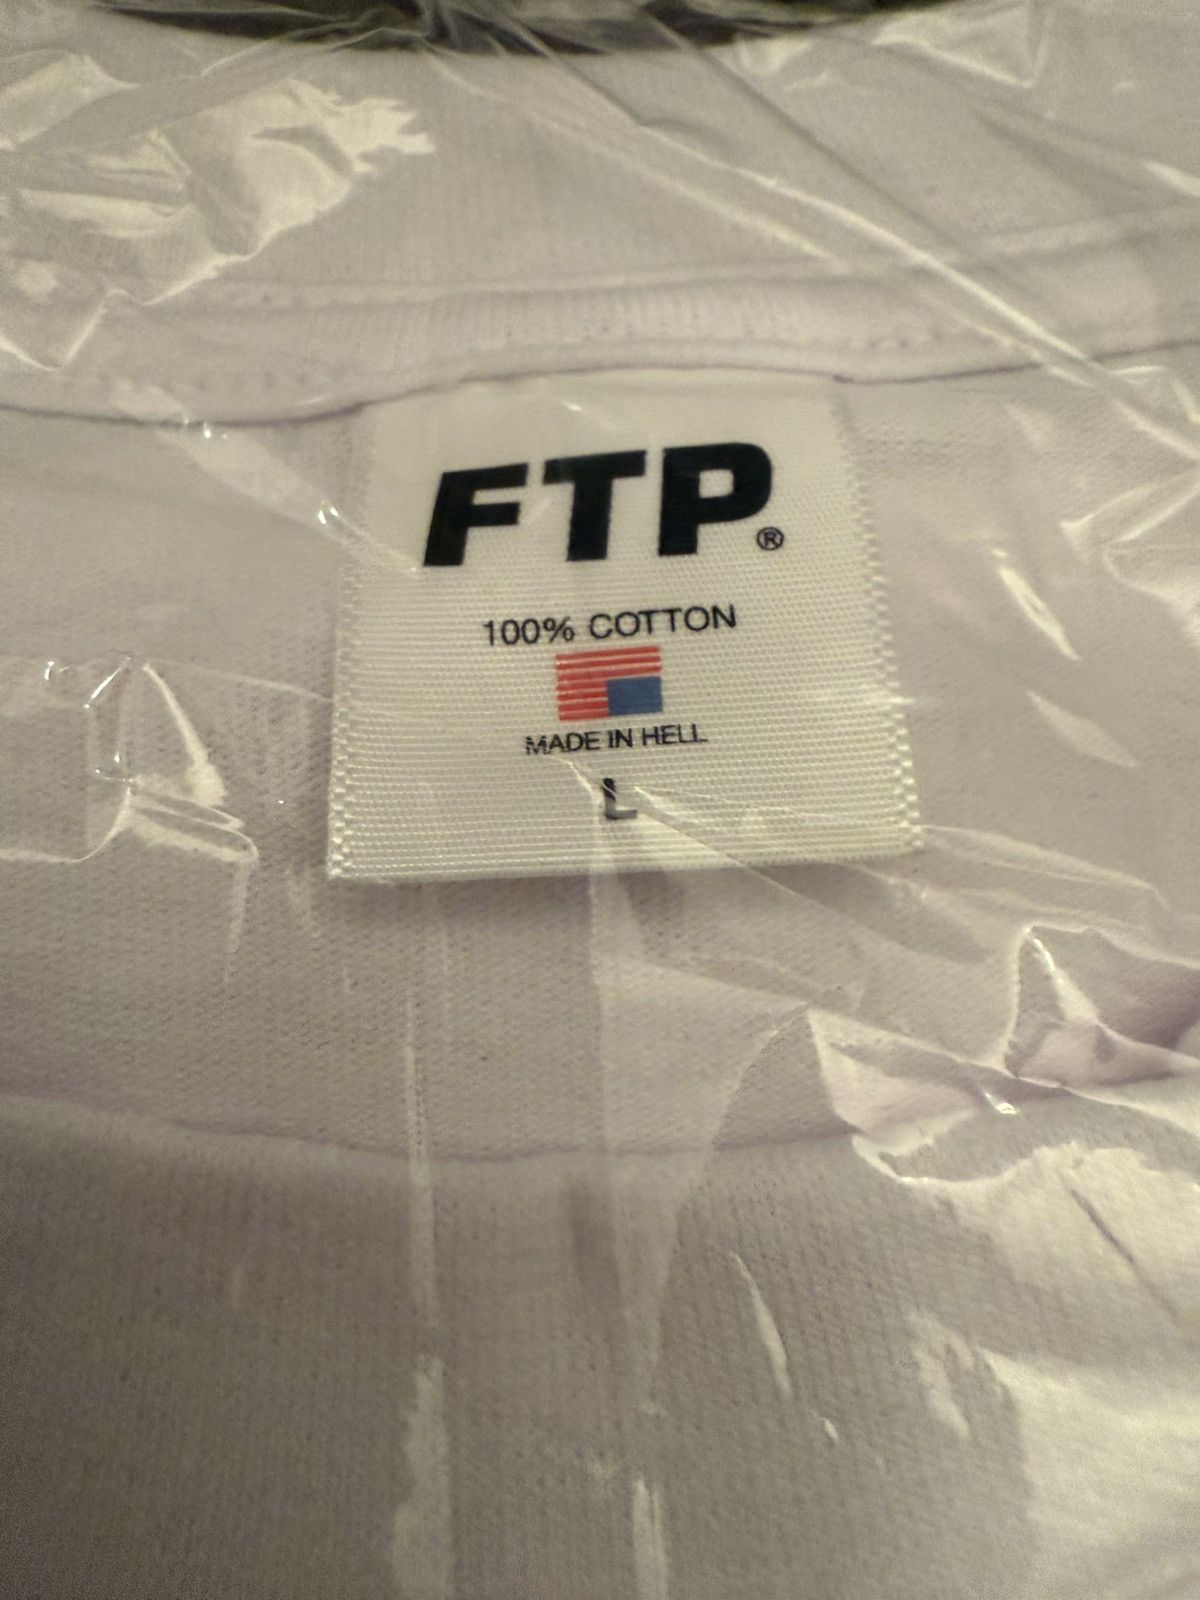 FTP®
100% COTTON
MADE IN HELL
L